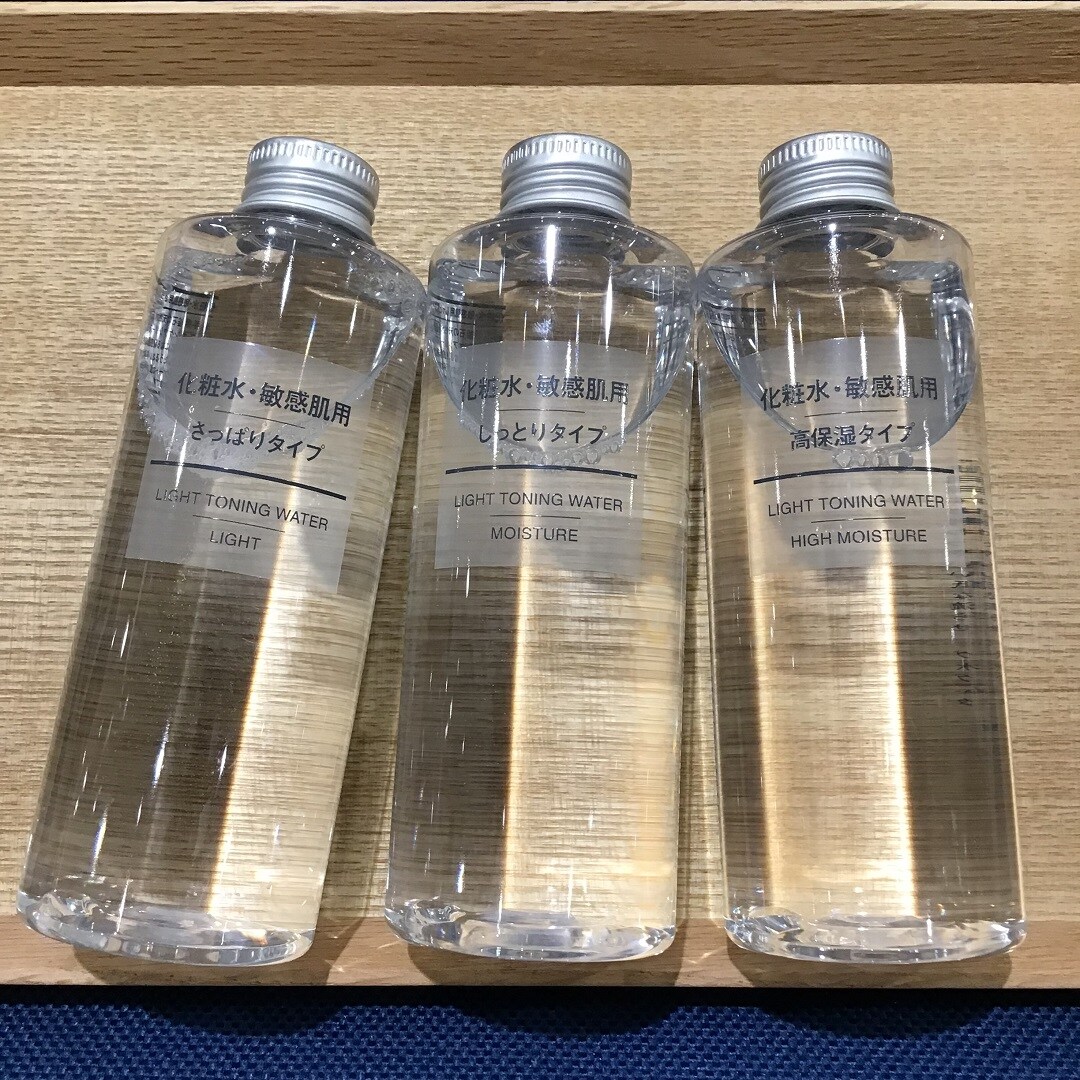 化粧水・敏感肌用
さっぱりタイプ
LIGHT TONING WATER
LIGHT
化粧水・敏感肌用
しっとりタイプ
LIGHT TONING WATER
MOISTURE
化粧水・敏感肌用
高保湿タイプ
LIGHT TONING WATER
HIGH MOISTURE